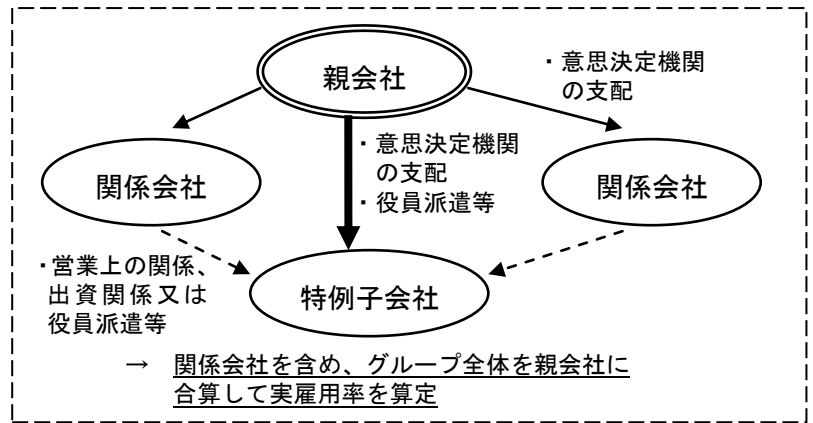 親会社
・意思決定機関
の支配
・意思決定機関
の支配
・役員派遣等
関係会社
関係会社
・営業上の関係、
出資関係又は
役員派遣等
特例子会社
→ 関係会社を含め、グループ全体を親会社に
合算して実雇用率を算定